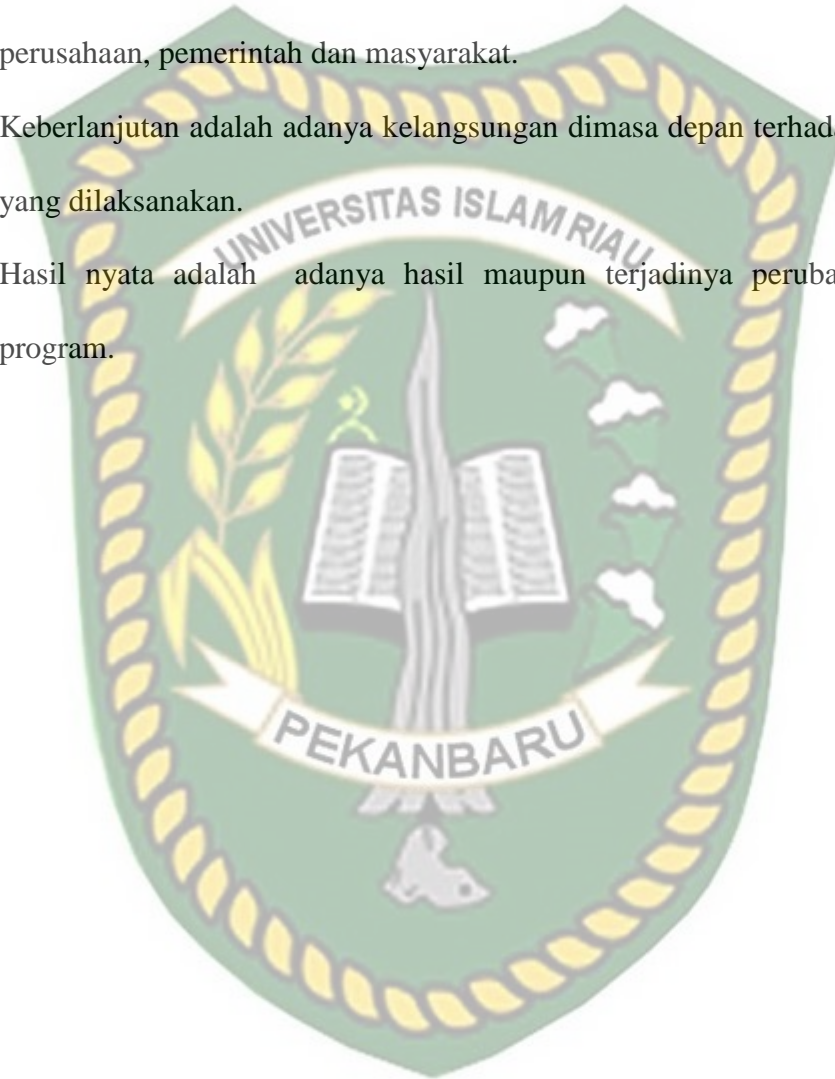 perusahaan, pemerintah dan masyarakat.
Keberlanjutan adalah adanya kelangsungan dimasa depan terhada
yang dilaksanakan.
UNIVERSITAS ISLAM RIAU
Hasil nyata adalah adanya hasil maupun terjadinya peruba
program.
PEKANBARU